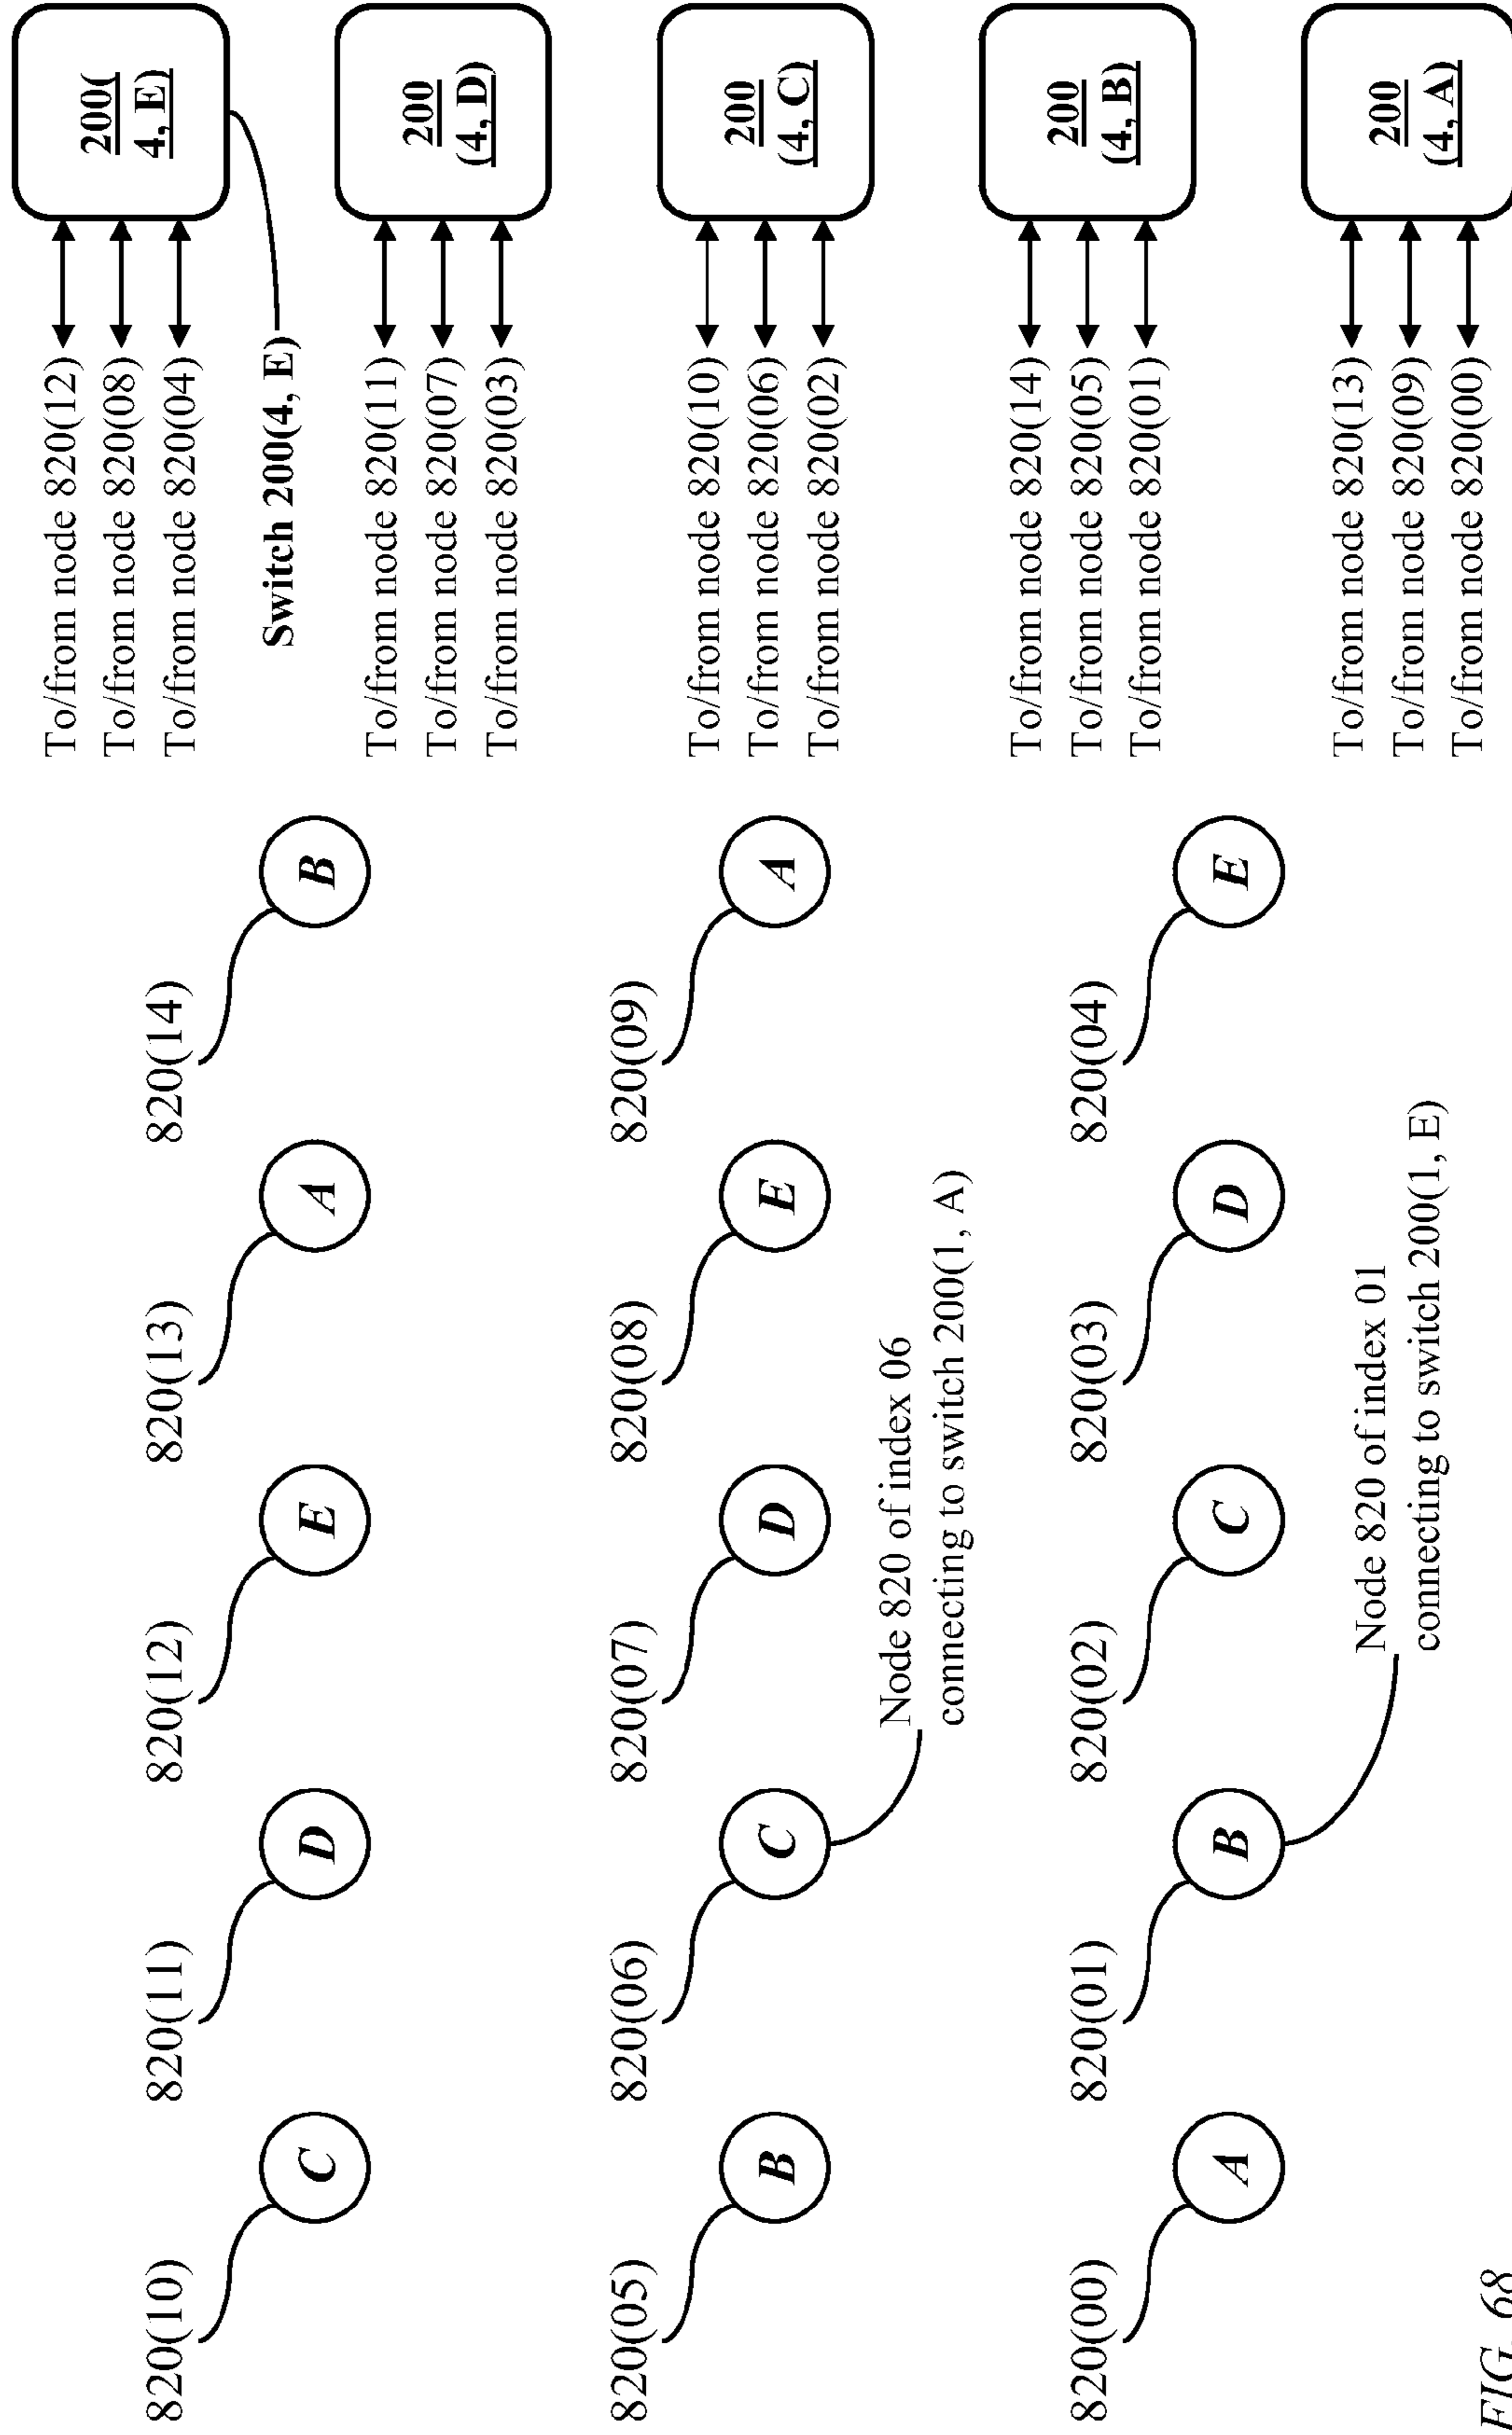 820(10)
820(11)
820(12)
820(13)
820(14)
C
D
E
A
B
820(05)
820(06)
820(07)
820(08)
820(09)
B
C
D
E
A
Node 820 of index 06
connecting to switch 200(1, A)
820(00)
820(01)
820(02)
820(03)
820(04)
A
B
C
D
E
Node 820 of index 01
connecting to switch 200(1, E)
To/from node 820(12)
To/from node 820(08)
To/from node 820(04)
200(
4, E)
Switch 200(4, E)
To/from node 820(11)
To/from node 820(07)
To/from node 820(03)
200
(4, D)
To/from node 820(10)
To/from node 820(06)
To/from node 820(02)
200
(4, C)
To/from node 820(14)
To/from node 820(05)
To/from node 820(01)
200
(4, B)
To/from node 820(13)
To/from node 820(09)
To/from node 820(00)
200
(4, A)
FIG. 68